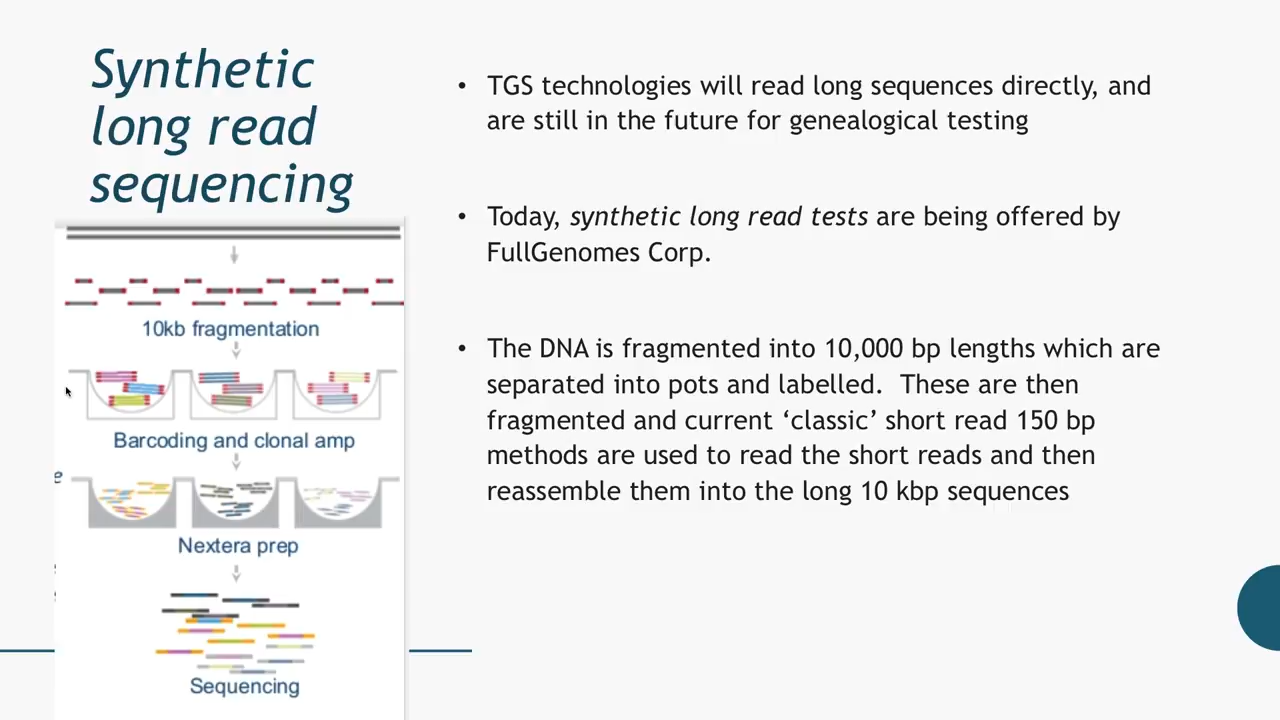 Synthetic
long read
sequencing
10kb fragmentation
Barcoding and clonal amp
Nextera prep
Sequencing
• TGS technologies will read long sequences directly, and
are still in the future for genealogical testing
• Today, synthetic long read tests are being offered by
FullGenomes Corp.
• The DNA is fragmented into 10,000 bp lengths which are
separated into pots and labelled.  These are then
fragmented and current ‘classic’ short read 150 bp
methods are used to read the short reads and then
reassemble them into the long 10 kbp sequences